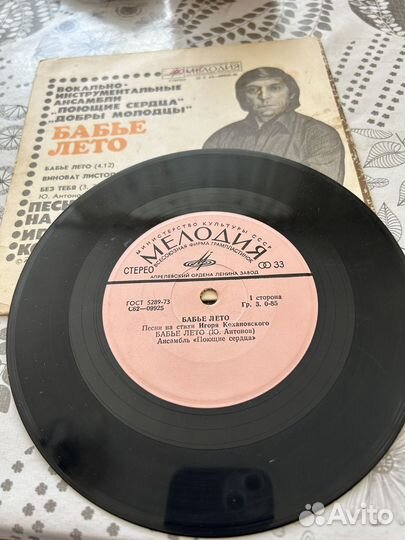 МЕЛОДИЯ
ВОКАЛЬНО-
ИНСТРУМЕНТАЛЬНЫЕ
АНСАМБЛИ
"ПОЮЩИЕ СЕРДЦА"
"ДОБРЫ МОЛОДЦЫ"
БАБЬЕ
ЛЕТО
БАБЬЕ ЛЕТО (4.12)
ВИНОВАТ ЛИСТОП
БЕЗ ТЕБЯ (3.
Ю. Антонов
ПЕСН
НА
И
К
МИНИСТЕРСТВО КУЛЬТУРЫ СССР
МЕЛОДИЯ
ВСЕСОЮЗНАЯ ФИРМА ГРАМПЛАСТИНОК
СТЕРЕО
33
АПРЕЛЕВСКИЙ ОРДЕНА ЛЕНИНА ЗАВОД
ГОСТ 5289-73
С62—09925
1 сторона
Гр. 3. 0-85
БАБЬЕ ЛЕТО
Песни на стихи Игоря Кохановского
БАБЬЕ ЛЕТО (Ю. Антонов)
Ансамбль «Поющие сердца»
Avito